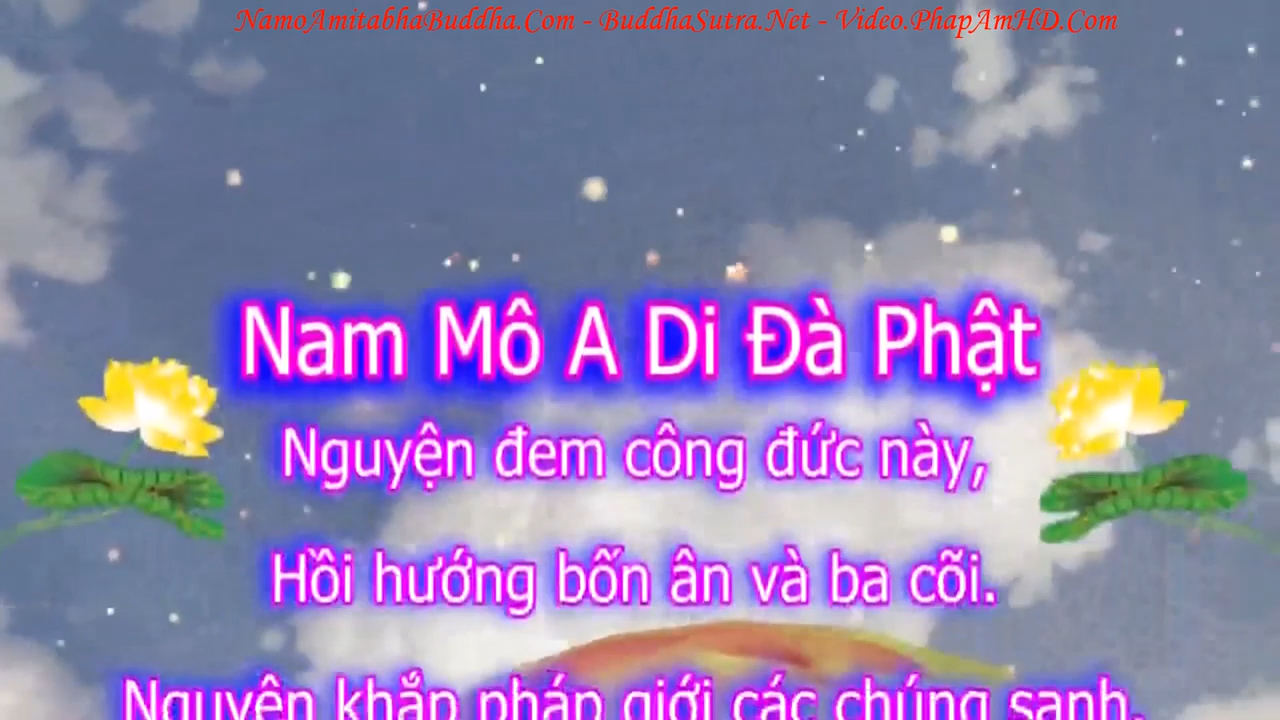 NamoAmitabhaBuddha.Com - BuddhaSutra.Net - Video.PhapAmHD.Com
Nam Mô A Di Đà Phật
Nguyện đem công đức này,
Hồi hướng bốn ân và ba cõi.
Nguyện khắp pháp giới các chúng sanh,